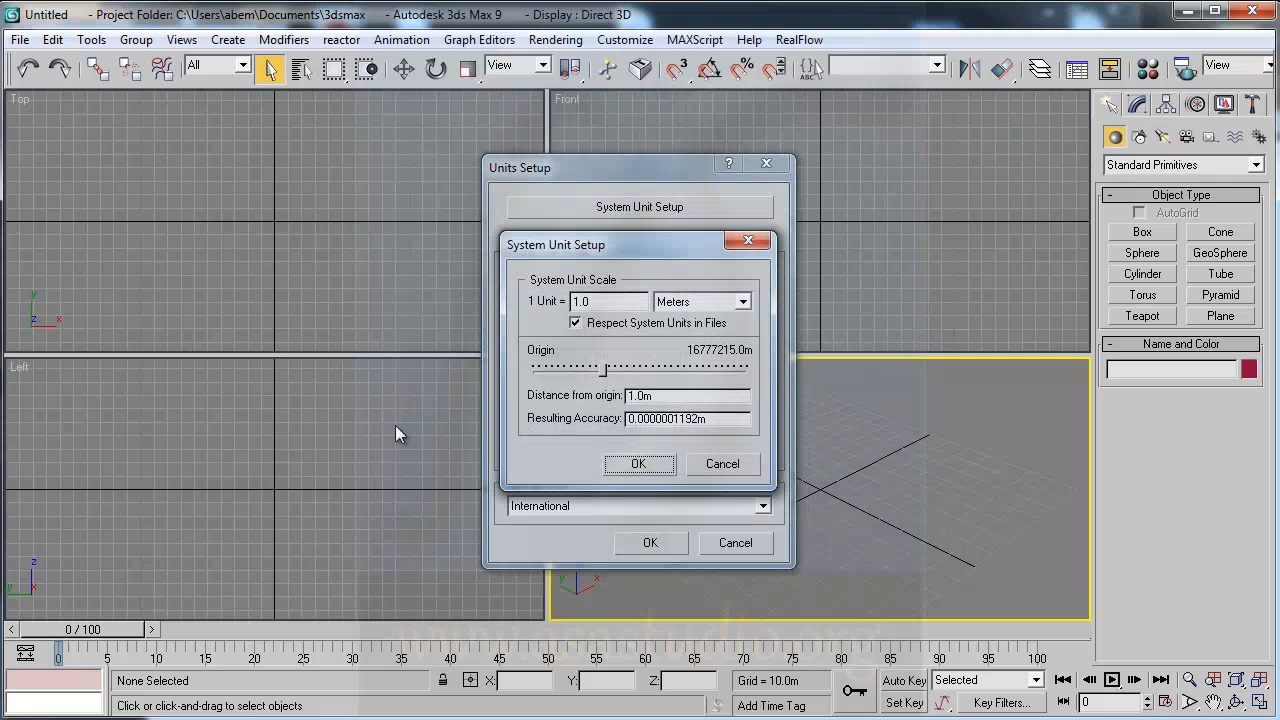 Untitled - Project Folder: C:\Users\abem\Documents\3dsmax - Autodesk 3ds Max 9 - Display : Direct 3D
File Edit Tools Group Views Create Modifiers reactor Animation Graph Editors Rendering Customize MAXScript Help RealFlow
All View 3 % View
Top Front
Units Setup ?
Standard Primitives
Object Type
AutoGrid
System Unit Setup
Box Cone
System Unit Setup
Sphere GeoSphere
Cylinder Tube
System Unit Scale
Torus Pyramid
1 Unit = 1.0 Meters
Teapot Plane
Respect System Units in Files
Name and Color
Origin 16777215.0m
Left
Distance from origin: 1.0m
Resulting Accuracy: 0.0000001192m
OK Cancel
International
OK Cancel
0 / 100
0 5 10 15 20 25 30 35 40 45 50 55 60 65 70 75 80 85 90 95 100
None Selected X: Y: Z: Grid = 10.0m Auto Key Selected
Click or click-and-drag to select objects Add Time Tag Set Key Key Filters... 0